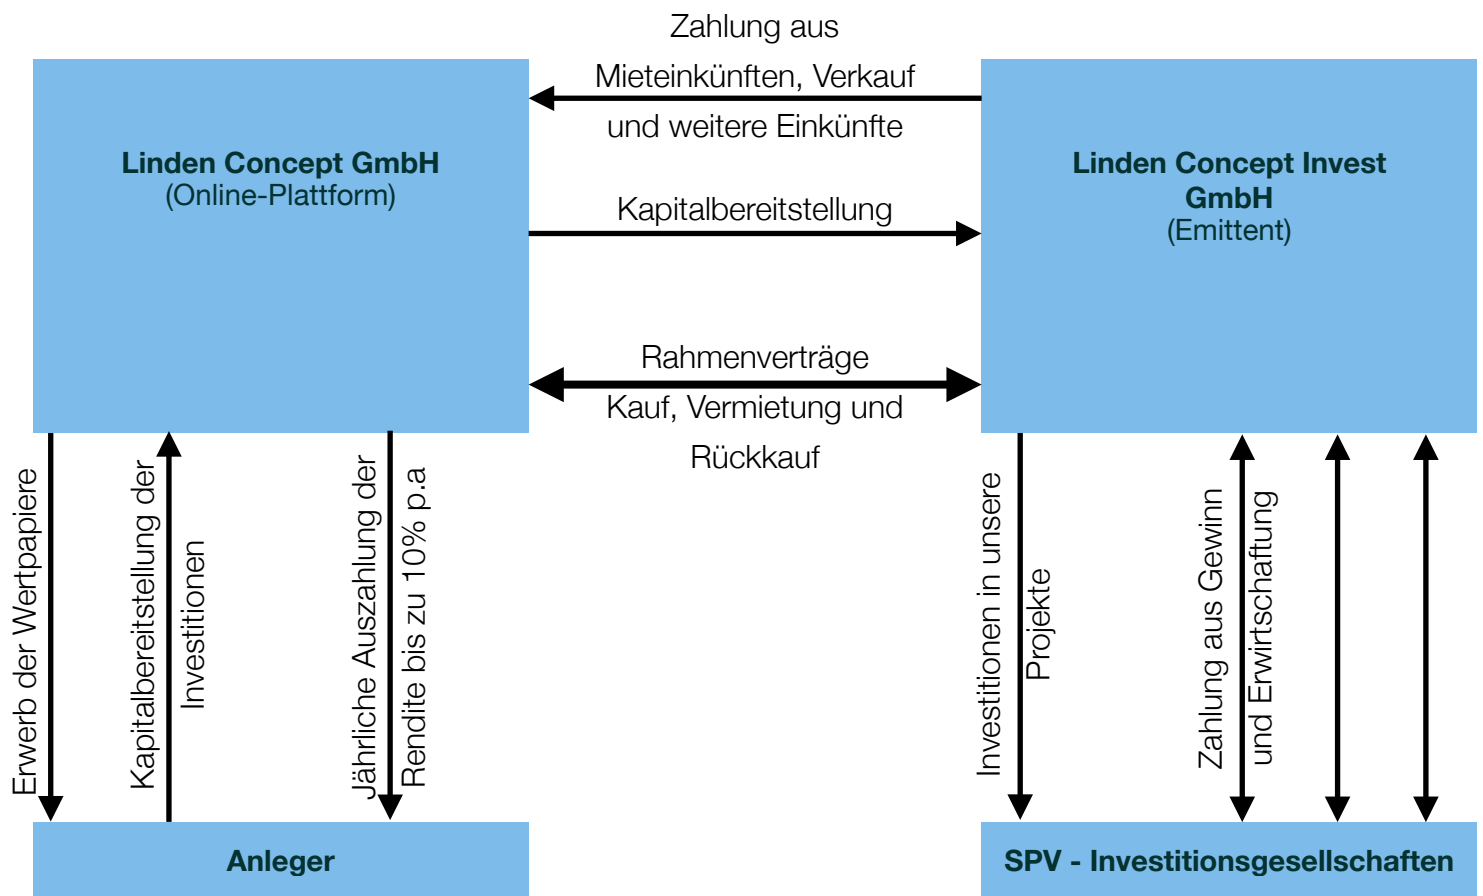 Zahlung aus
Mieteinkünften, Verkauf
und weitere Einkünfte
Linden Concept GmbH
(Online-Plattform)
Linden Concept Invest
GmbH
(Emittent)
Kapitalbereitstellung
Rahmenverträge
Kauf, Vermietung und
Rückkauf
Erwerb der Wertpapiere
Kapitalbereitstellung der
Investitionen
Jährliche Auszahlung der
Rendite bis zu 10% p.a
Investitionen in unsere
Projekte
Zahlung aus Gewinn
und Erwirtschaftung
Anleger
SPV - Investitionsgesellschaften